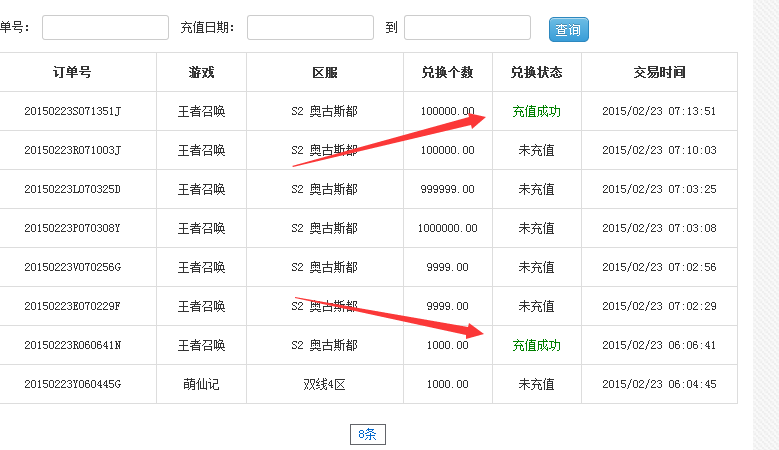 单号： 充值日期： 到 查询
订单号 游戏 区服 兑换个数 兑换状态 交易时间
20150223S071351J 王者召唤 S2 奥古斯都 100000.00 充值成功 2015/02/23 07:13:51
20150223R071003J 王者召唤 S2 奥古斯都 100000.00 未充值 2015/02/23 07:10:03
20150223L070325D 王者召唤 S2 奥古斯都 999999.00 未充值 2015/02/23 07:03:25
20150223P070308Y 王者召唤 S2 奥古斯都 1000000.00 未充值 2015/02/23 07:03:08
20150223V070256G 王者召唤 S2 奥古斯都 9999.00 未充值 2015/02/23 07:02:56
20150223E070229F 王者召唤 S2 奥古斯都 9999.00 未充值 2015/02/23 07:02:29
20150223R060641N 王者召唤 S2 奥古斯都 1000.00 充值成功 2015/02/23 06:06:41
20150223Y060445G 萌仙记 双线4区 1000.00 未充值 2015/02/23 06:04:45
8条